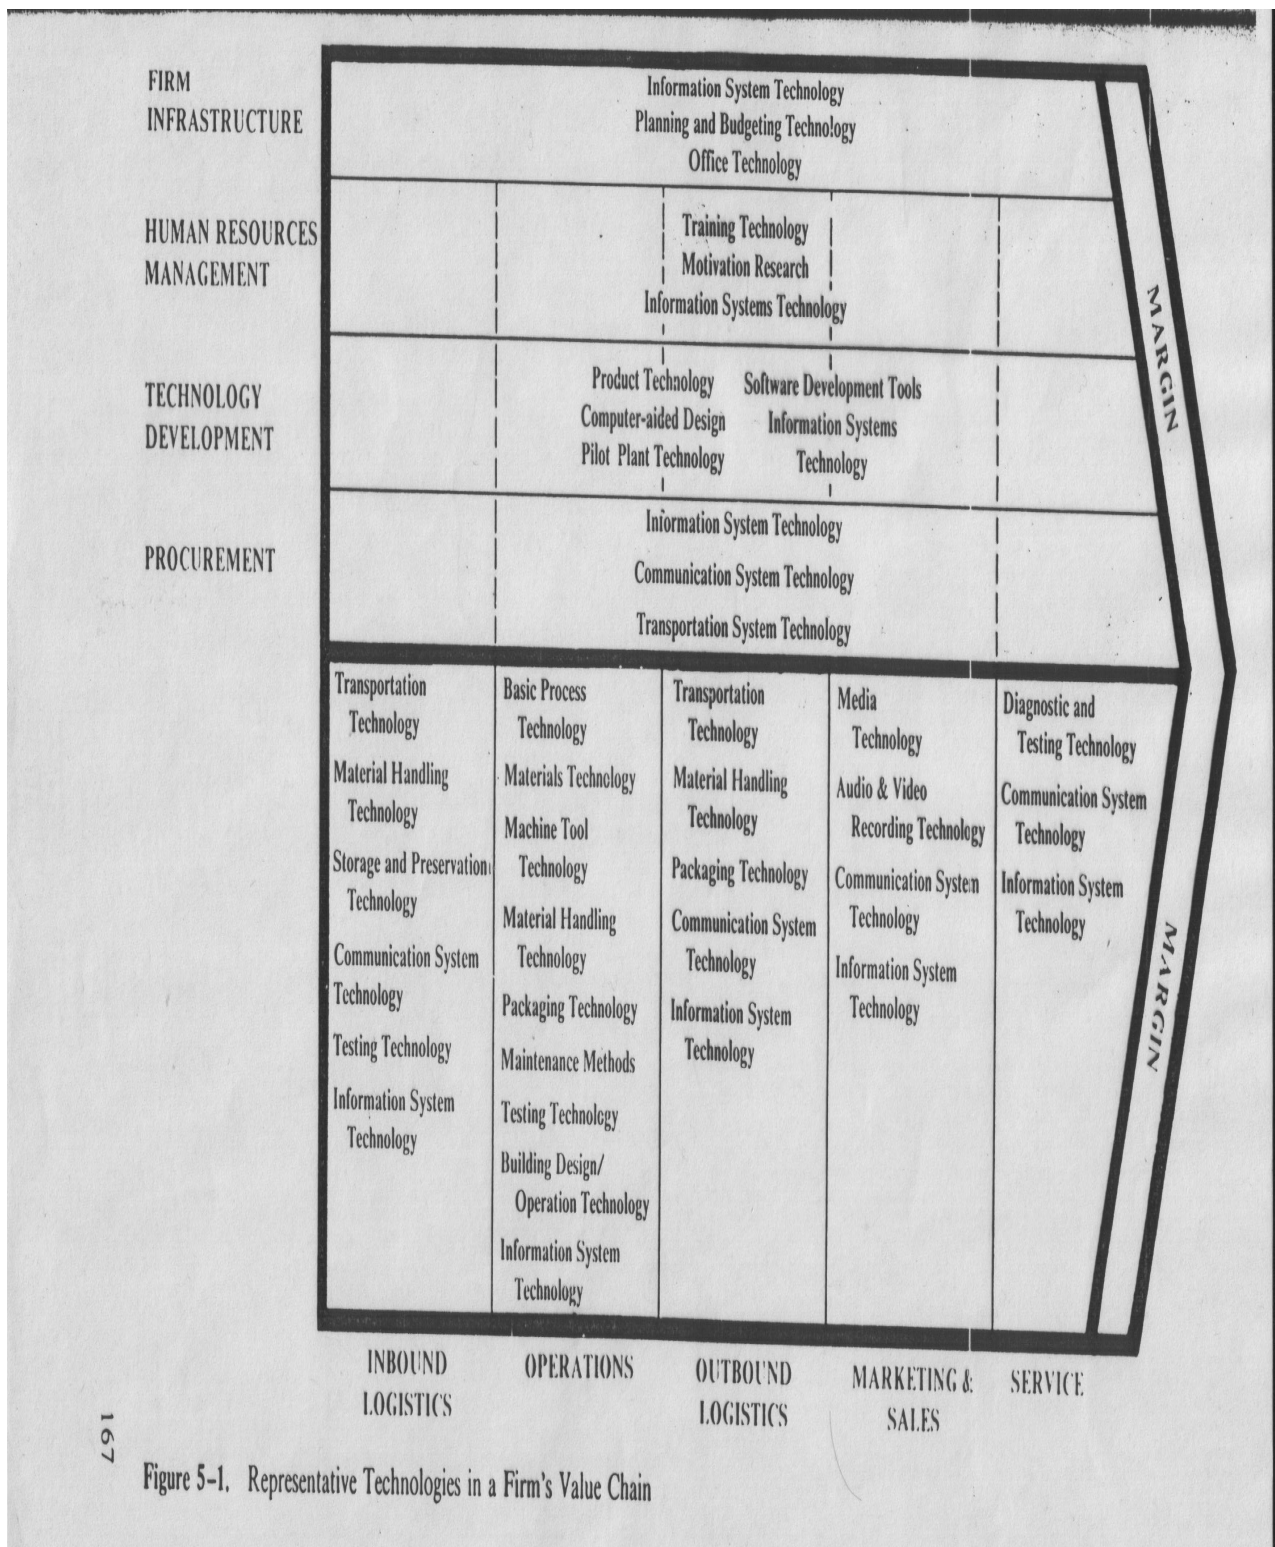 FIRM
INFRASTRUCTURE
Information System Technology
Planning and Budgeting Technology
Office Technology
HUMAN RESOURCES
MANAGEMENT
Training Technology
Motivation Research
Information Systems Technology
TECHNOLOGY
DEVELOPMENT
Product Technology
Computer-aided Design
Pilot Plant Technology
Software Development Tools
Information Systems
Technology
PROCUREMENT
Information System Technology
Communication System Technology
Transportation System Technology
MARGIN
Transportation
Technology
Material Handling
Technology
Storage and Preservation
Technology
Communication System
Technology
Testing Technology
Information System
Technology
Basic Process
Technology
Materials Technology
Machine Tool
Technology
Material Handling
Technology
Packaging Technology
Maintenance Methods
Testing Technology
Building Design/
Operation Technology
Information System
Technology
Transportation
Technology
Material Handling
Technology
Packaging Technology
Communication System
Technology
Information System
Technology
Media
Technology
Audio & Video
Recording Technology
Communication System
Technology
Information System
Technology
Diagnostic and
Testing Technology
Communication System
Technology
Information System
Technology
MARGIN
INBOUND
LOGISTICS
OPERATIONS
OUTBOUND
LOGISTICS
MARKETING &
SALES
SERVICE
167
Figure 5-1. Representative Technologies in a Firm's Value Chain